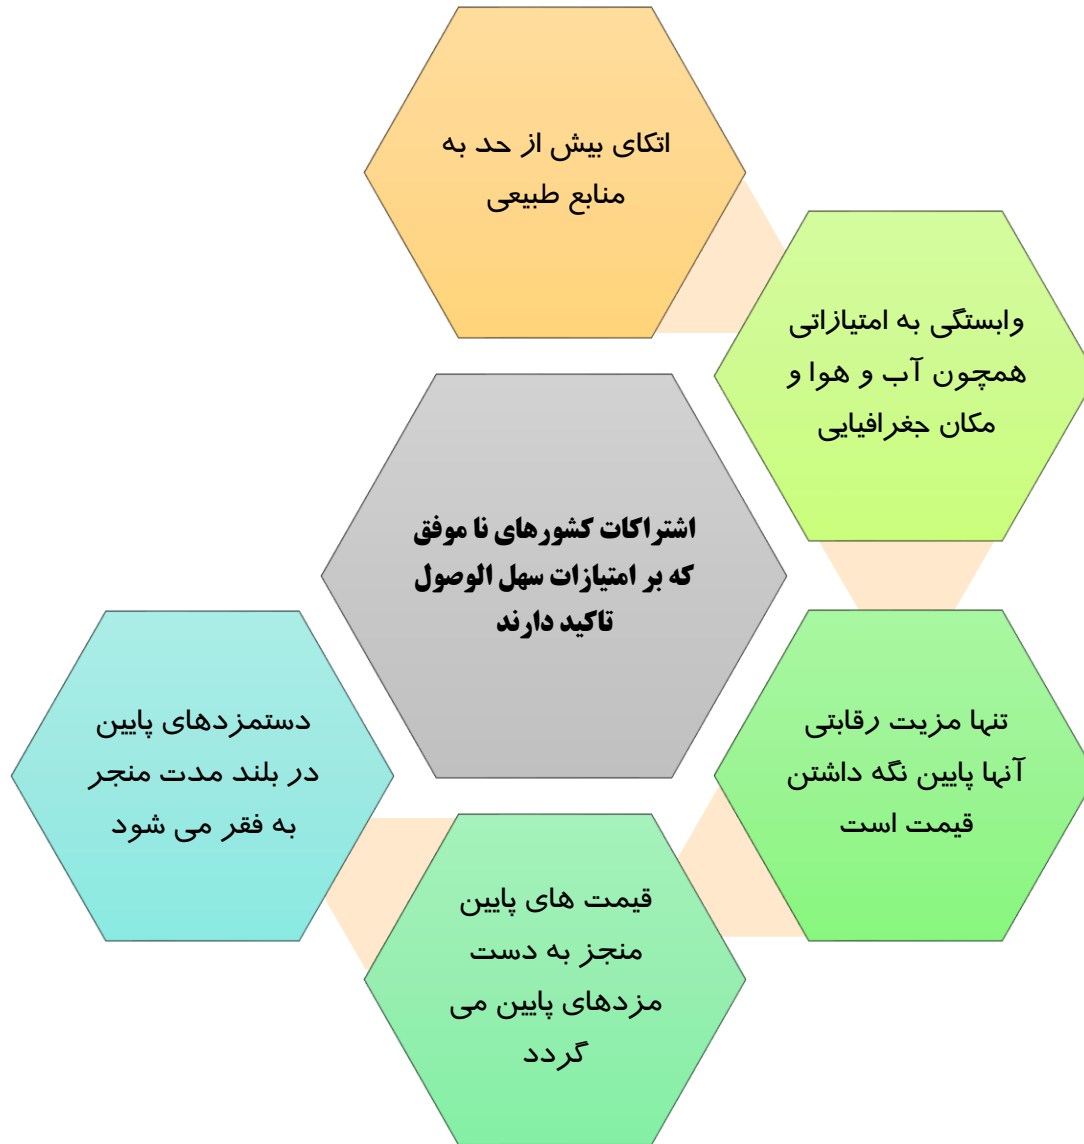 اتکای بیش از حد به
منابع طبیعی
وابستگی به امتیازاتی
همچون آب و هوا و
مکان جغرافیایی
اشتراکات کشورهای نا موفق
که بر امتیازات سهل الوصول
تاکید دارند
تنها مزیت رقابتی
آنها پایین نگه داشتن
قیمت است
قیمت های پایین
منجز به دست
مزدهای پایین می
گردد
دستمزدهای پایین
در بلند مدت منجر
به فقر می شود